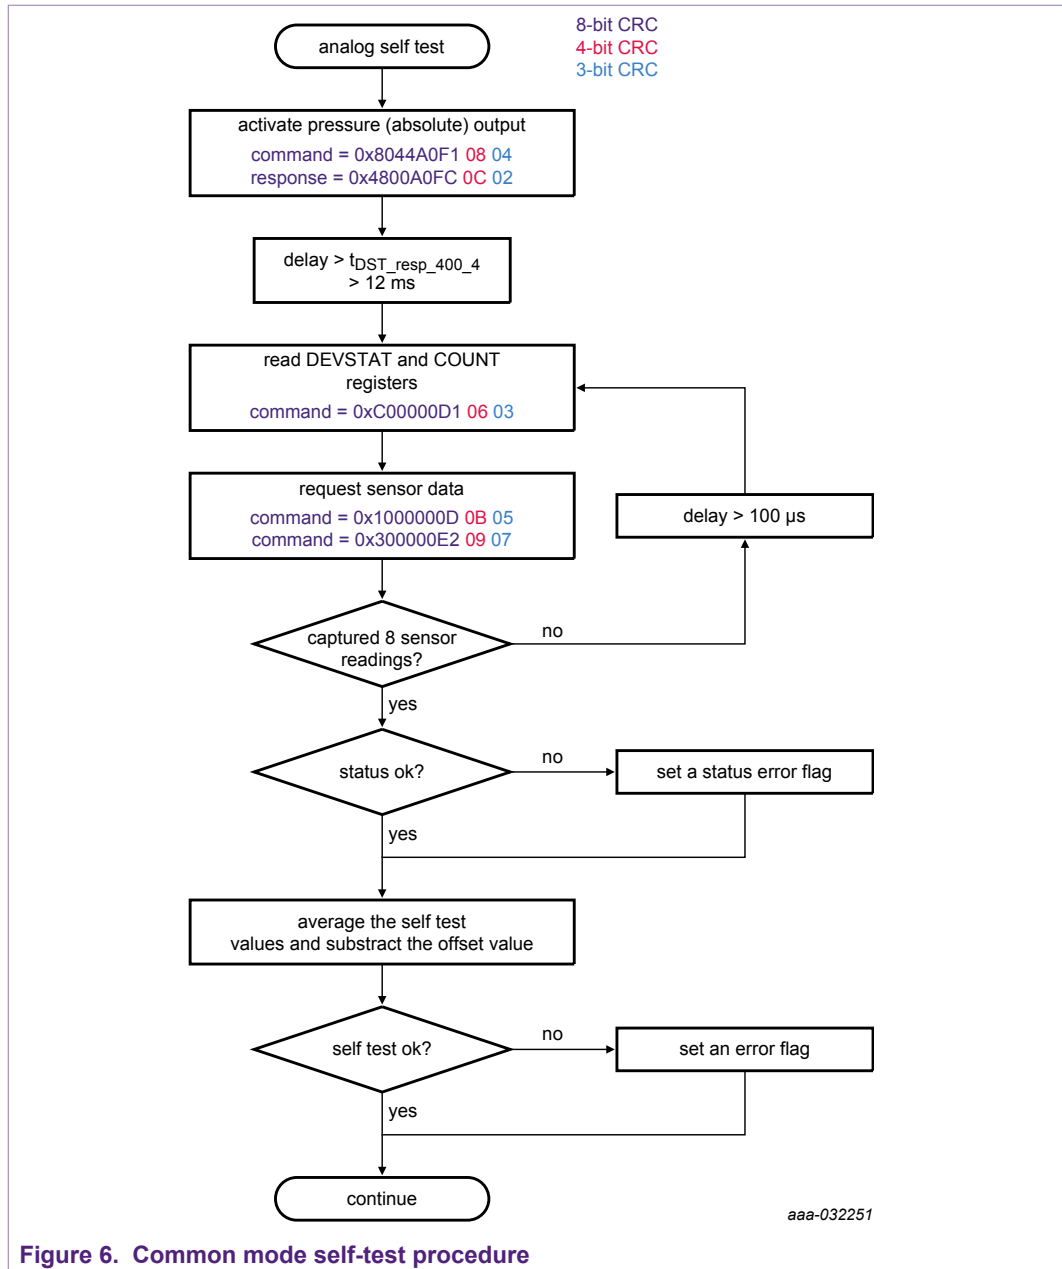 8-bit CRC
4-bit CRC
3-bit CRC
analog self test
activate pressure (absolute) output
command = 0x8044A0F1 08 04
response = 0x4800A0FC 0C 02
delay > tDST_resp_400_4
> 12 ms
read DEVSTAT and COUNT
registers
command = 0xC00000D1 06 03
request sensor data
command = 0x1000000D 0B 05
command = 0x300000E2 09 07
delay > 100 µs
captured 8 sensor
readings?
no
yes
status ok?
no
set a status error flag
yes
average the self test
values and substract the offset value
self test ok?
no
set an error flag
yes
continue
aaa-032251
Figure 6. Common mode self-test procedure